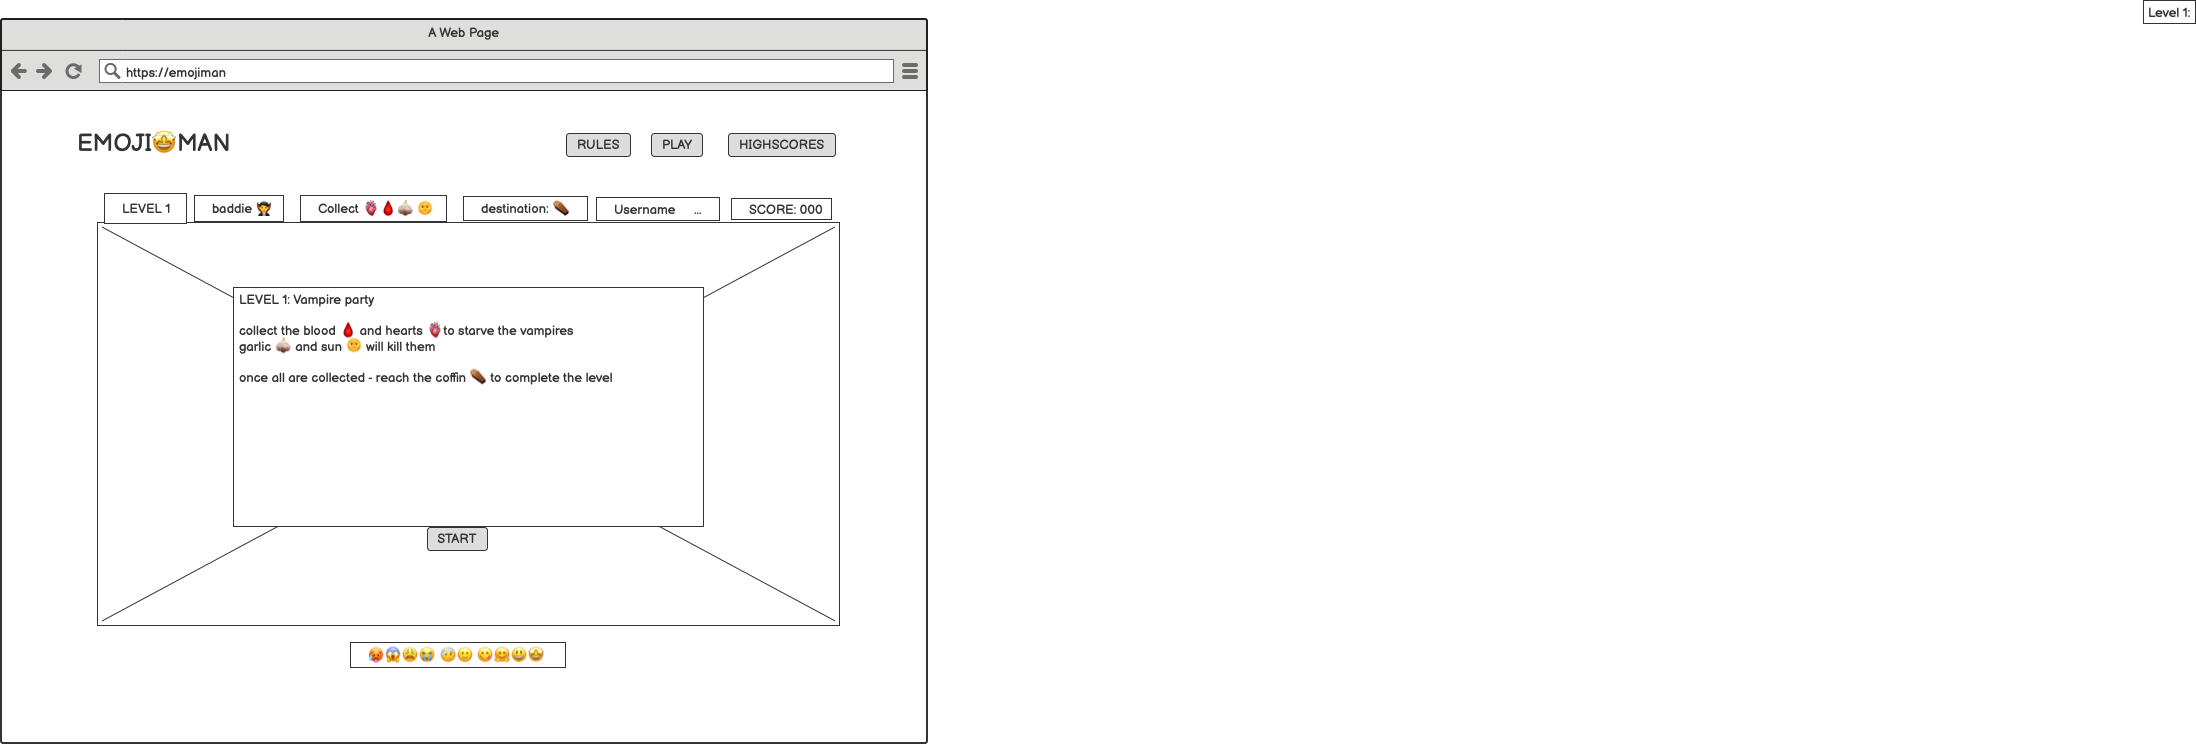 Level 1:
A Web Page
https://emojiman
EMOJI🤩MAN
RULES
PLAY
HIGHSCORES
LEVEL 1
baddie 🧛
Collect 🫀🩸🧄🌞
destination: ⚰️
Username ...
SCORE: 000
LEVEL 1: Vampire party
collect the blood 🩸 and hearts 🫀to starve the vampires
garlic 🧄 and sun 🌞 will kill them
once all are collected - reach the coffin ⚰️ to complete the level
START
🥵😱😩😭 🤕🙂 😋🤗😃🤩